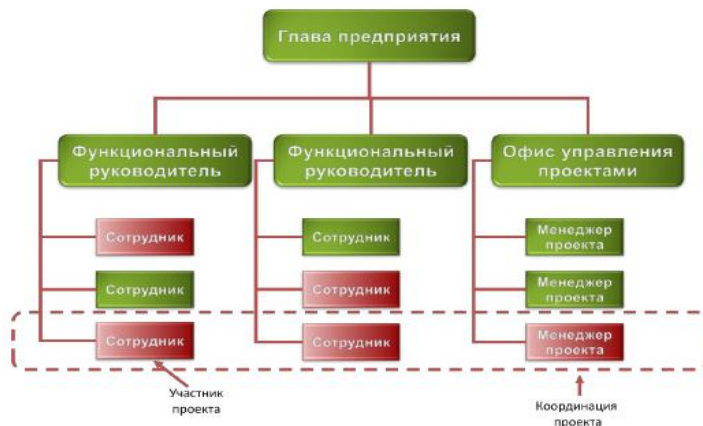 Глава предприятия
Функциональный
руководитель
Функциональный
руководитель
Офис управления
проектами
Сотрудник
Сотрудник
Менеджер
проекта
Сотрудник
Сотрудник
Менеджер
проекта
Сотрудник
Сотрудник
Менеджер
проекта
Участник
проекта
Координация
проекта